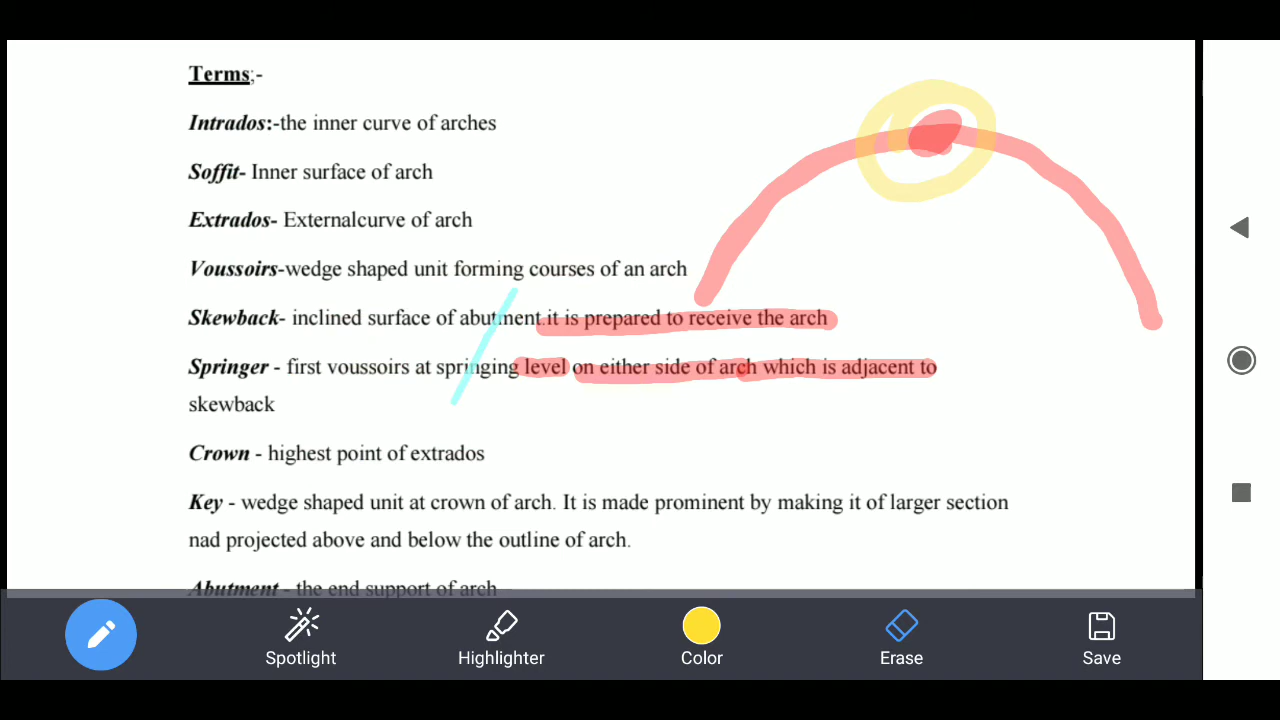 Terms;-
Intrados:-the inner curve of arches
Soffit- Inner surface of arch
Extrados- Externalcurve of arch
Voussoirs-wedge shaped unit forming courses of an arch
Skewback- inclined surface of abutment it is prepared to receive the arch
Springer - first voussoirs at springing level on either side of arch which is adjacent to
skewback
Crown - highest point of extrados
Key - wedge shaped unit at crown of arch. It is made prominent by making it of larger section
nad projected above and below the outline of arch.
Abutment - the end support of arch
Spotlight
Highlighter
Color
Erase
Save